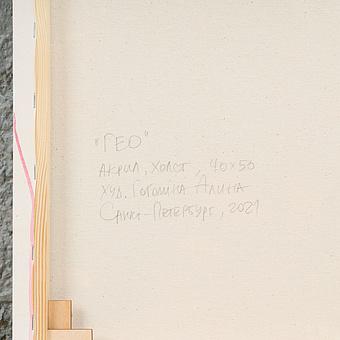 "ГЕО"
АКРИЛ, ХОЛСТ, 40×50
ХУД. АЛИНА
САНКТ-ПЕТЕРБУРГ, 2021